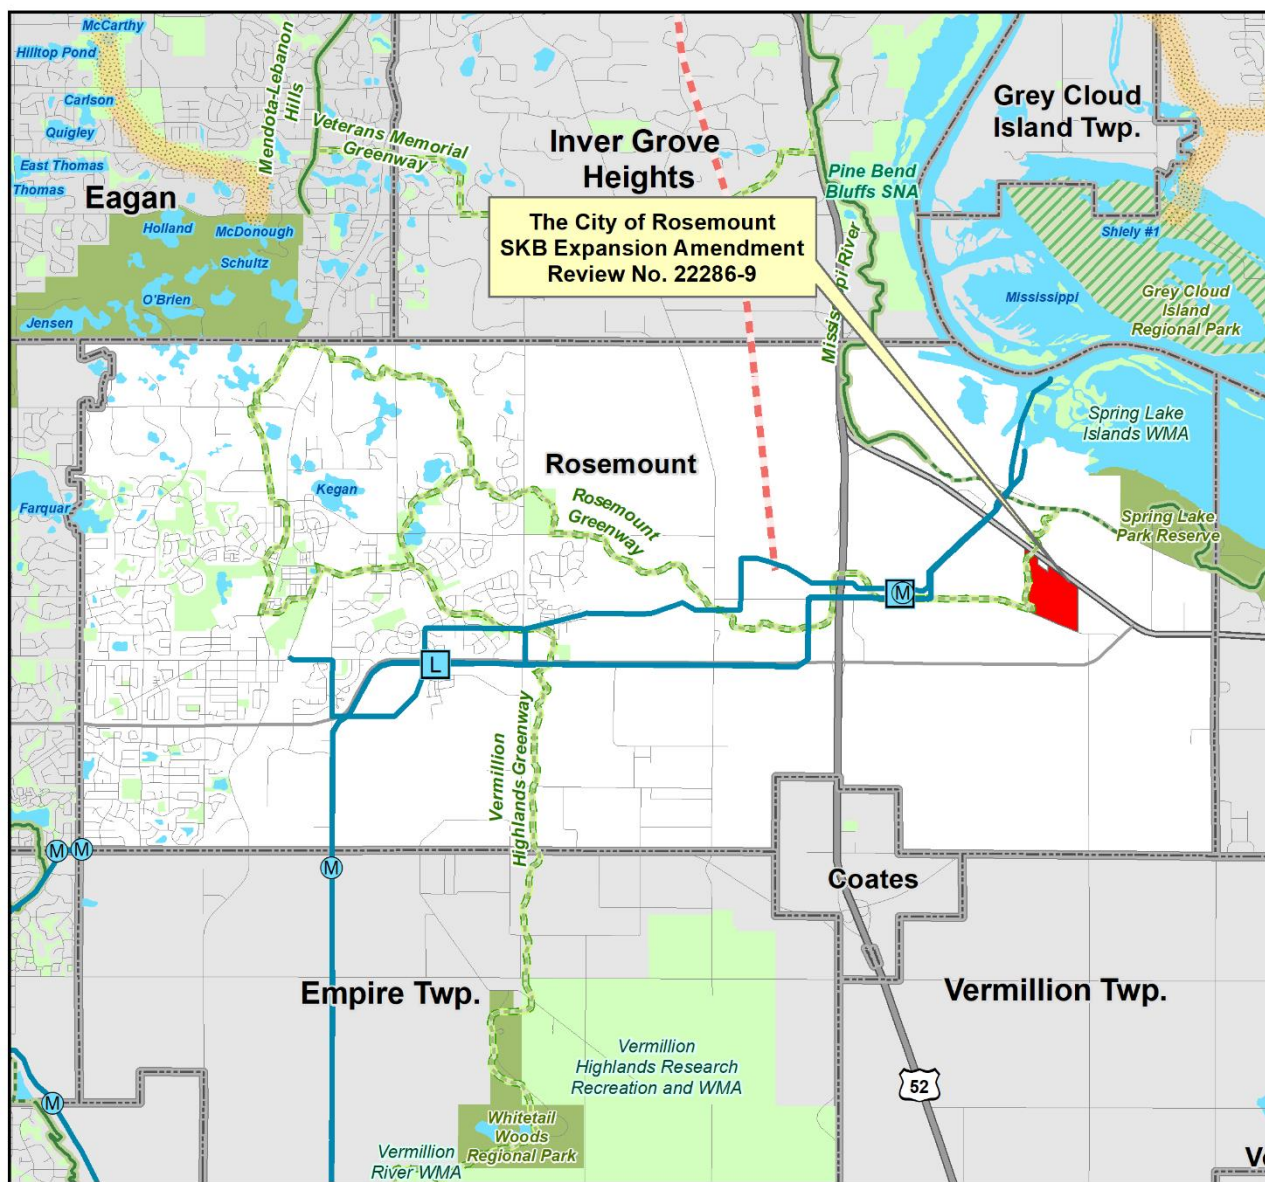 McCarthy
Hilltop Pond
Carlson
Quigley
East Thomas
Thomas
Eagan
Holland
McDonough
Schultz
O'Brien
Jensen
Mendota-Lebanon
Hills
Veterans Memorial
Greenway
Inver Grove
Heights
Pine Bend
Bluffs SNA
Grey Cloud
Island Twp.
Shiely #1
Mississippi
Grey Cloud
Island
Regional Park
The City of Rosemount
SKB Expansion Amendment
Review No. 22286-9
Missis
pi River
Spring Lake
Islands WMA
Rosemount
Kegan
Farquar
Rosemount
Greenway
Spring Lake
Park Reserve
M
L
Vermillion
Highlands Greenway
M
M
M
Coates
Empire Twp.
Vermillion Twp.
Vermillion
Highlands Research
Recreation and WMA
52
M
Whitetail
Woods
Regional Park
Vermillion
River WMA
Ve